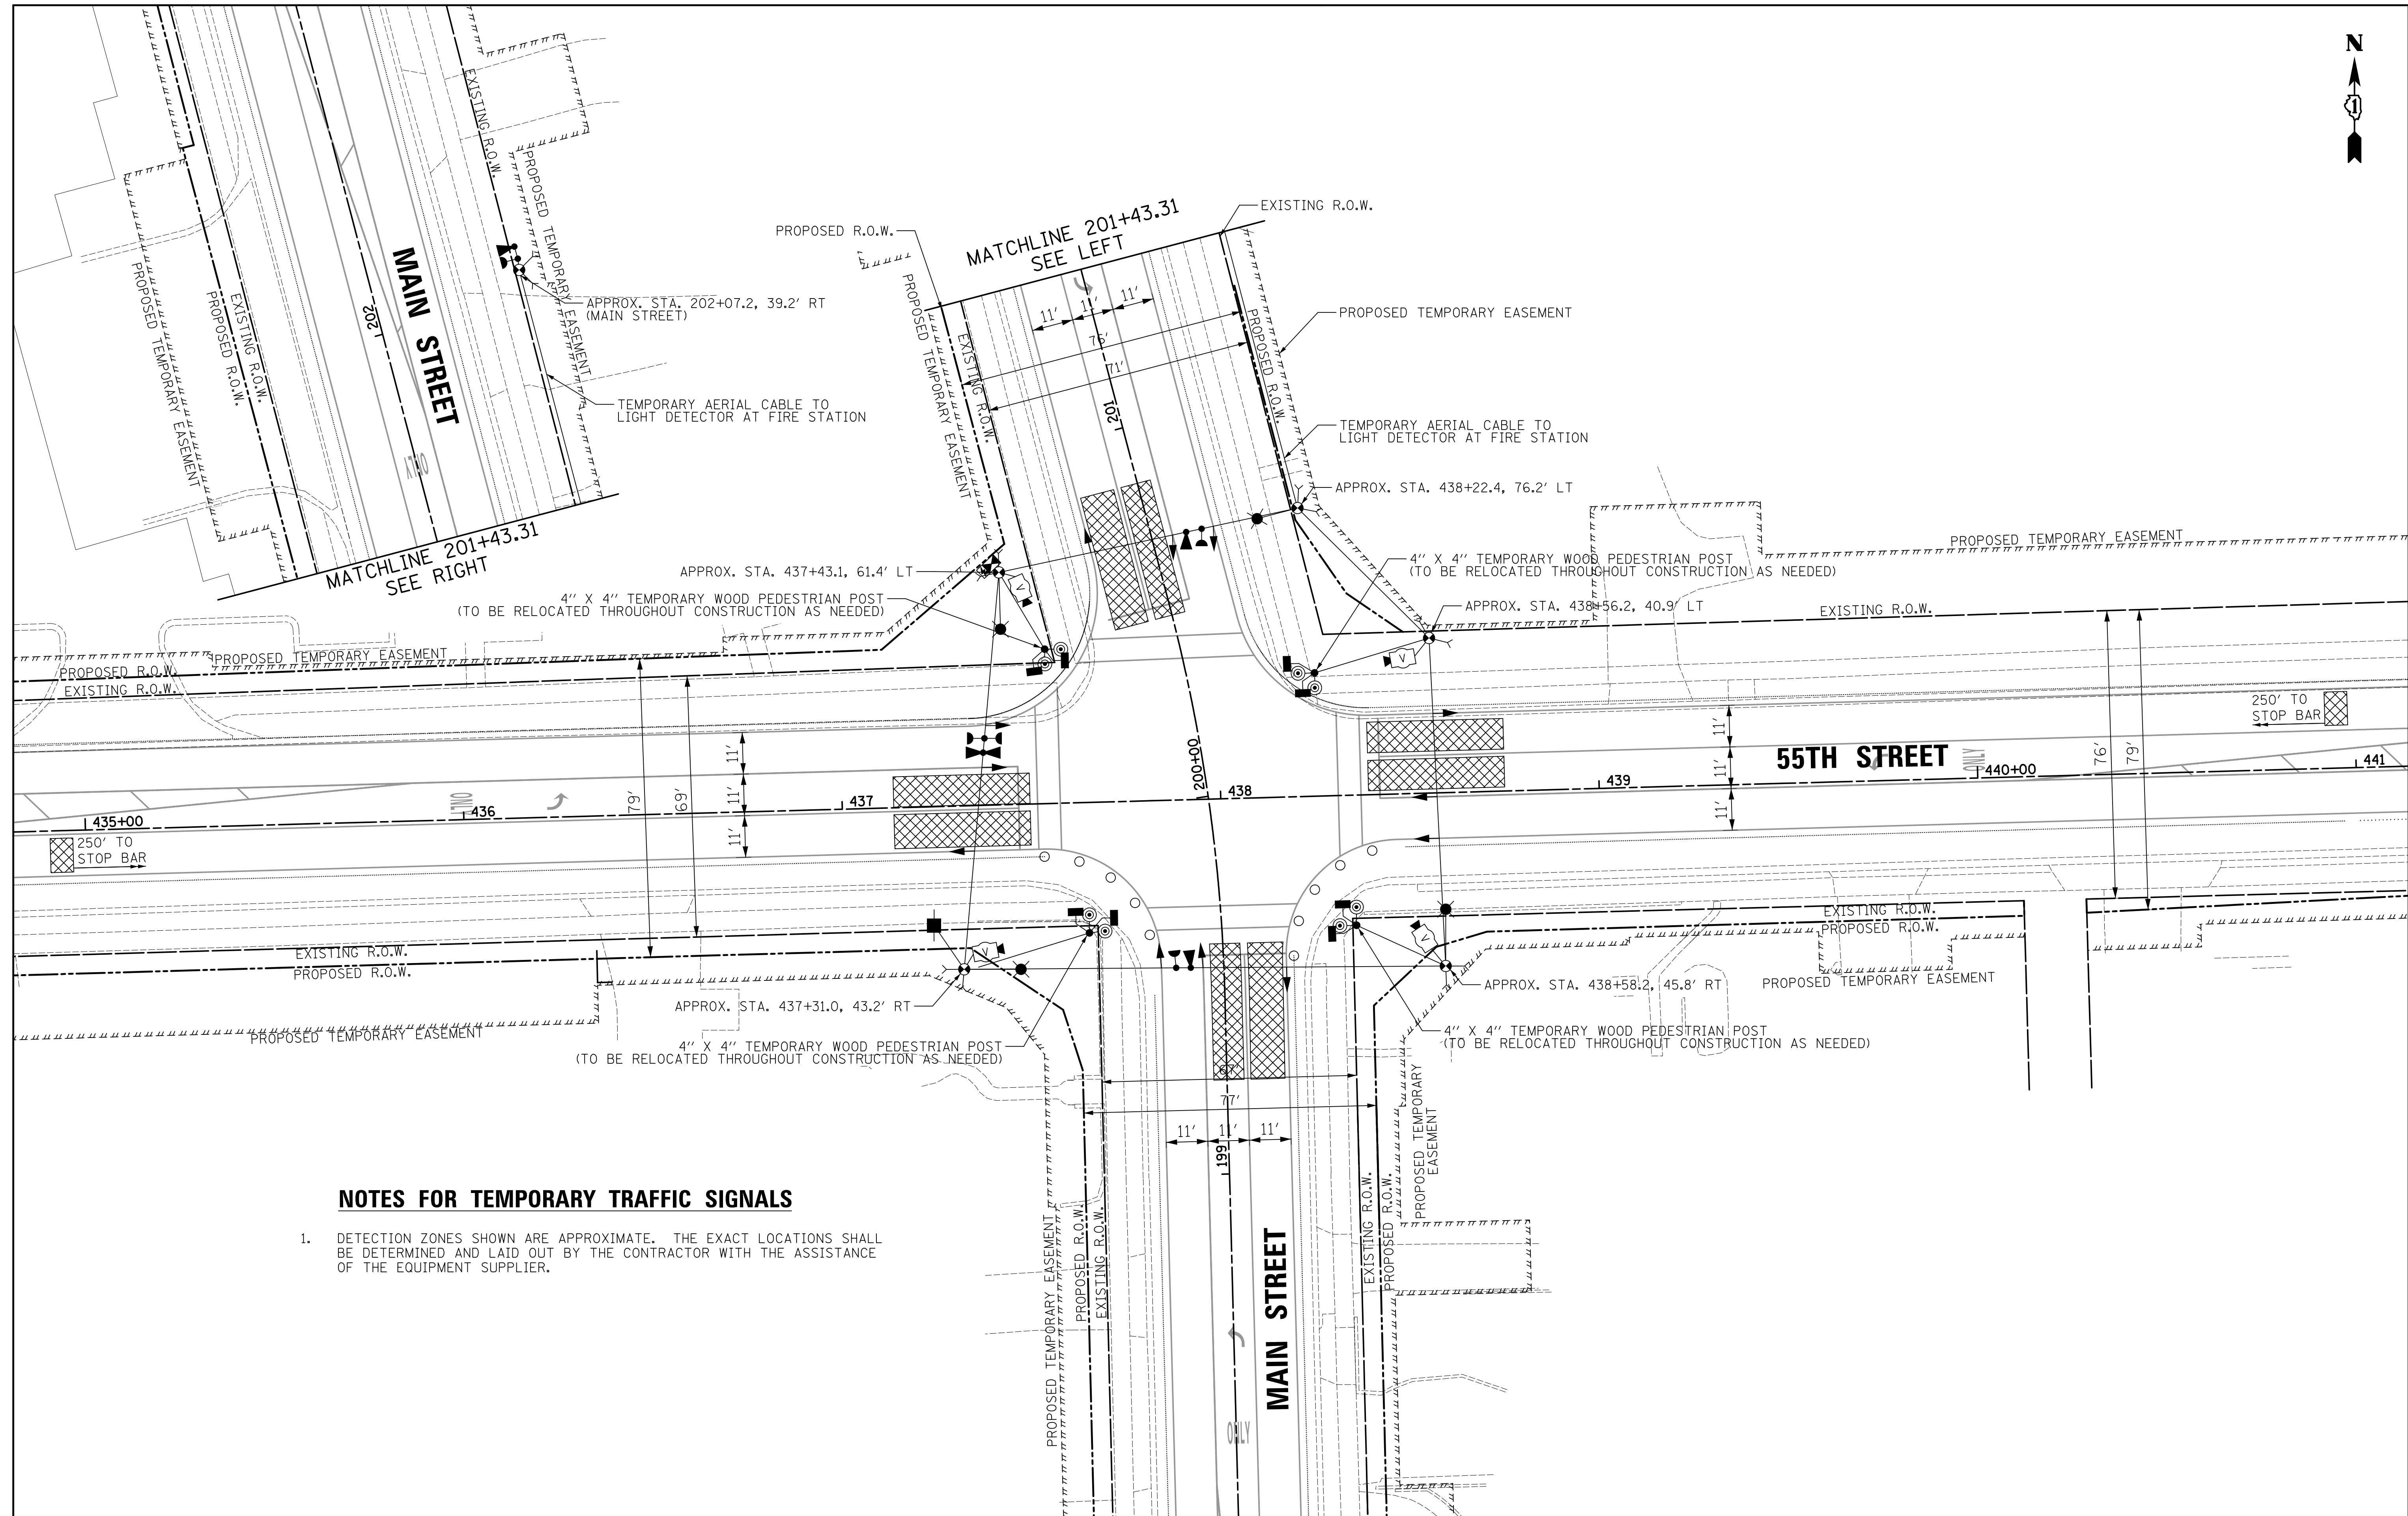 N
1
EXISTING R.O.W.
PROPOSED TEMPORARY EASEMENT
PROPOSED TEMPORARY EASEMENT
PROPOSED R.O.W.
EXISTING R.O.W.
202
MAIN STREET
ONLY
APPROX. STA. 202+07.2, 39.2' RT
(MAIN STREET)
TEMPORARY AERIAL CABLE TO
LIGHT DETECTOR AT FIRE STATION
MATCHLINE 201+43.31
SEE RIGHT
PROPOSED R.O.W.
MATCHLINE 201+43.31
SEE LEFT
EXISTING R.O.W.
PROPOSED TEMPORARY EASEMENT
EXISTING R.O.W.
11'
11'
11'
76'
71'
201
PROPOSED R.O.W.
PROPOSED TEMPORARY EASEMENT
TEMPORARY AERIAL CABLE TO
LIGHT DETECTOR AT FIRE STATION
APPROX. STA. 438+22.4, 76.2' LT
4" X 4" TEMPORARY WOOD PEDESTRIAN POST
(TO BE RELOCATED THROUGHOUT CONSTRUCTION AS NEEDED)
APPROX. STA. 438+56.2, 40.9' LT
PROPOSED TEMPORARY EASEMENT
EXISTING R.O.W.
APPROX. STA. 437+43.1, 61.4' LT
4" X 4" TEMPORARY WOOD PEDESTRIAN POST
(TO BE RELOCATED THROUGHOUT CONSTRUCTION AS NEEDED)
V
V
PROPOSED TEMPORARY EASEMENT
PROPOSED R.O.W.
EXISTING R.O.W.
79'
69'
11'
11'
11'
435+00
436
437
438
439
440+00
441
200+00
ONLY
55TH STREET
ONLY
11'
11'
11'
76'
79'
250' TO
STOP BAR
250' TO
STOP BAR
EXISTING R.O.W.
PROPOSED R.O.W.
PROPOSED TEMPORARY EASEMENT
V
V
APPROX. STA. 437+31.0, 43.2' RT
4" X 4" TEMPORARY WOOD PEDESTRIAN POST
(TO BE RELOCATED THROUGHOUT CONSTRUCTION AS NEEDED)
EXISTING R.O.W.
PROPOSED R.O.W.
APPROX. STA. 438+58.2, 45.8' RT
PROPOSED TEMPORARY EASEMENT
4" X 4" TEMPORARY WOOD PEDESTRIAN POST
(TO BE RELOCATED THROUGHOUT CONSTRUCTION AS NEEDED)
67'
77'
11'
11'
11'
199
PROPOSED TEMPORARY
EASEMENT
PROPOSED TEMPORARY EASEMENT
PROPOSED R.O.W.
EXISTING R.O.W.
MAIN STREET
ONLY
EXISTING R.O.W.
PROPOSED R.O.W.
NOTES FOR TEMPORARY TRAFFIC SIGNALS
1. DETECTION ZONES SHOWN ARE APPROXIMATE. THE EXACT LOCATIONS SHALL
BE DETERMINED AND LAID OUT BY THE CONTRACTOR WITH THE ASSISTANCE
OF THE EQUIPMENT SUPPLIER.